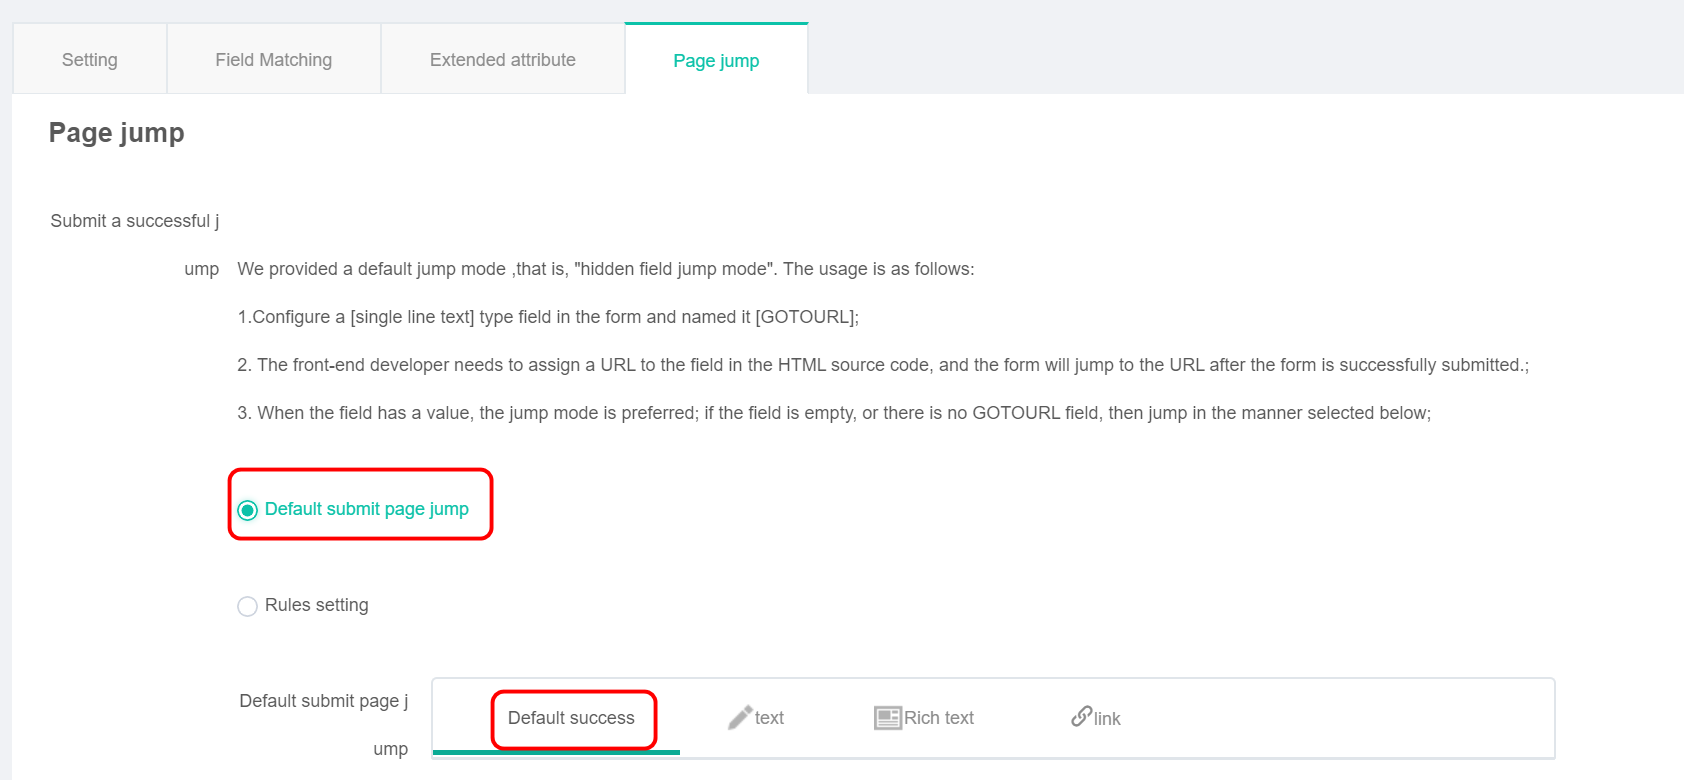 Setting
Field Matching
Extended attribute
Page jump
Page jump
Submit a successful j
ump
We provided a default jump mode ,that is, "hidden field jump mode". The usage is as follows:
1.Configure a [single line text] type field in the form and named it [GOTOURL];
2. The front-end developer needs to assign a URL to the field in the HTML source code, and the form will jump to the URL after the form is successfully submitted.;
3. When the field has a value, the jump mode is preferred; if the field is empty, or there is no GOTOURL field, then jump in the manner selected below;
Default submit page jump
Rules setting
Default submit page j
ump
Default success
text
Rich text
link